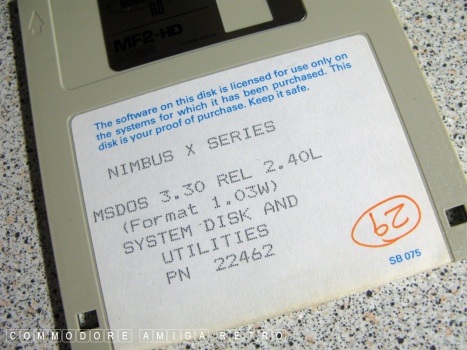 MF2-HD
The software on this disk is licensed for use only on
the systems for which it has been purchased. This
disk is your proof of purchase. Keep it safe.
NIMBUS X SERIES
MSDOS 3.30 REL 2.40L
(Format 1.03W)
SYSTEM DISK AND
UTILITIES
PN 22462
29
SB 075
COMMODORE AMIGA RETRO